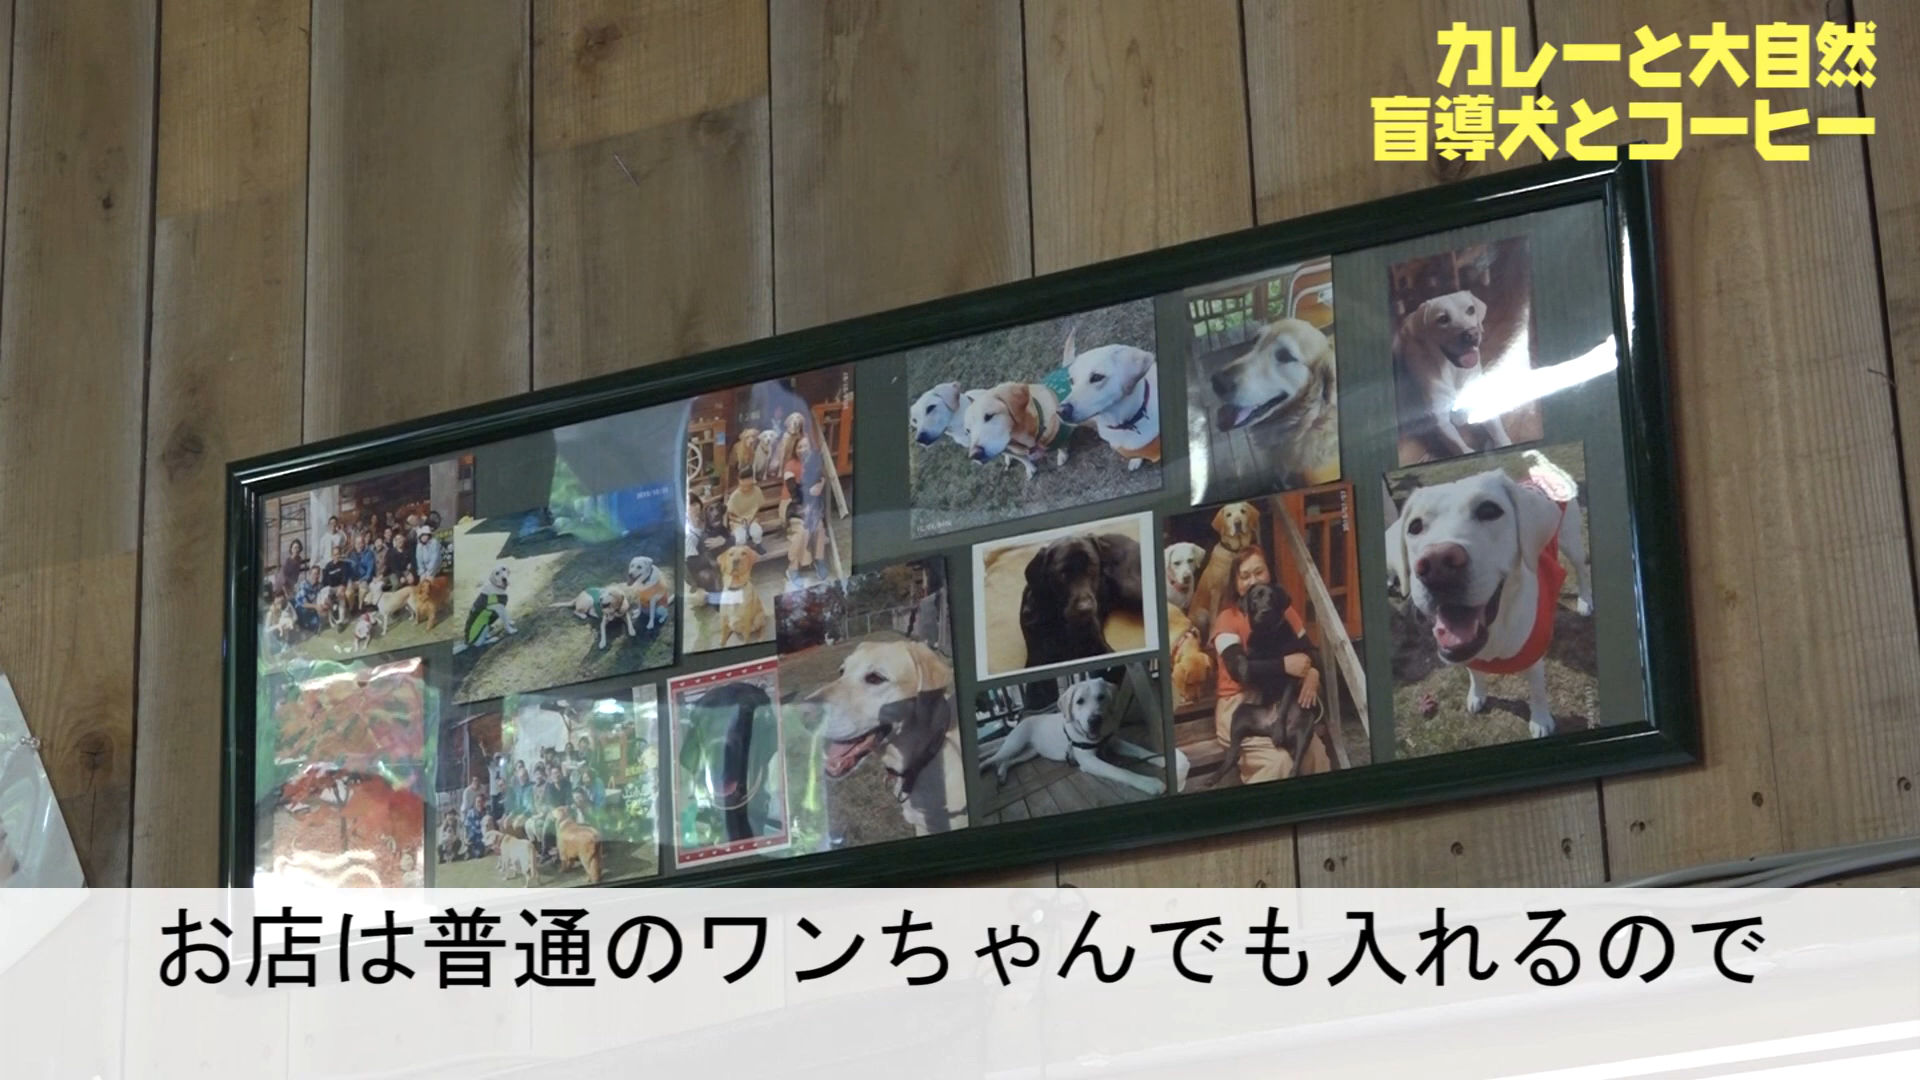 カレーと大自然
盲導犬とコーヒー
お店は普通のワンちゃんでも入れるので